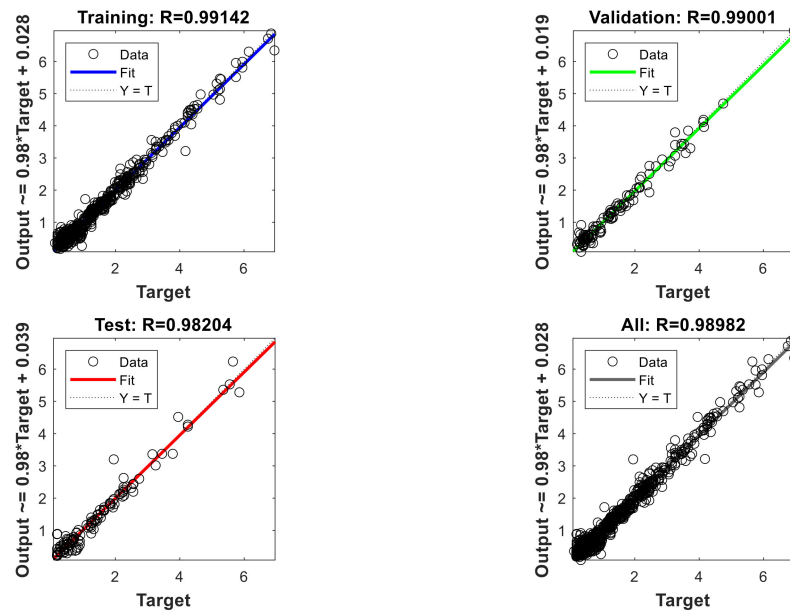 Training: R=0.99142
Output ~= 0.98*Target + 0.028
Data
Fit
Y = T
6
5
4
3
2
1
2 4 6
Target
Validation: R=0.99001
Output ~= 0.98*Target + 0.019
Data
Fit
Y = T
6
5
4
3
2
1
2 4 6
Target
Test: R=0.98204
Output ~= 0.98*Target + 0.039
Data
Fit
Y = T
6
5
4
3
2
1
2 4 6
Target
All: R=0.98982
Output ~= 0.98*Target + 0.028
Data
Fit
Y = T
6
5
4
3
2
1
2 4 6
Target